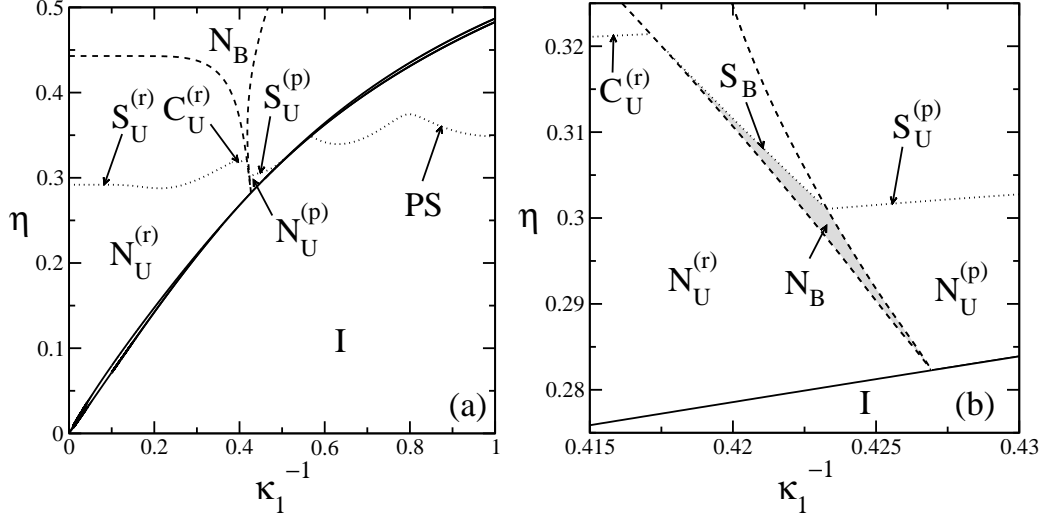 0.5
0.4
0.3
η
0.2
0.1
0
N_B
S_U^(p)
C_U^(r)
S_U^(r)
PS
N_U^(p)
N_U^(r)
I
(a)
0 0.2 0.4 0.6 0.8 1
κ_1^-1
0.32
0.31
η
0.3
0.29
0.28
C_U^(r)
S_B
S_U^(p)
N_U^(r)
N_B
N_U^(p)
I
(b)
0.415 0.42 0.425 0.43
κ_1^-1